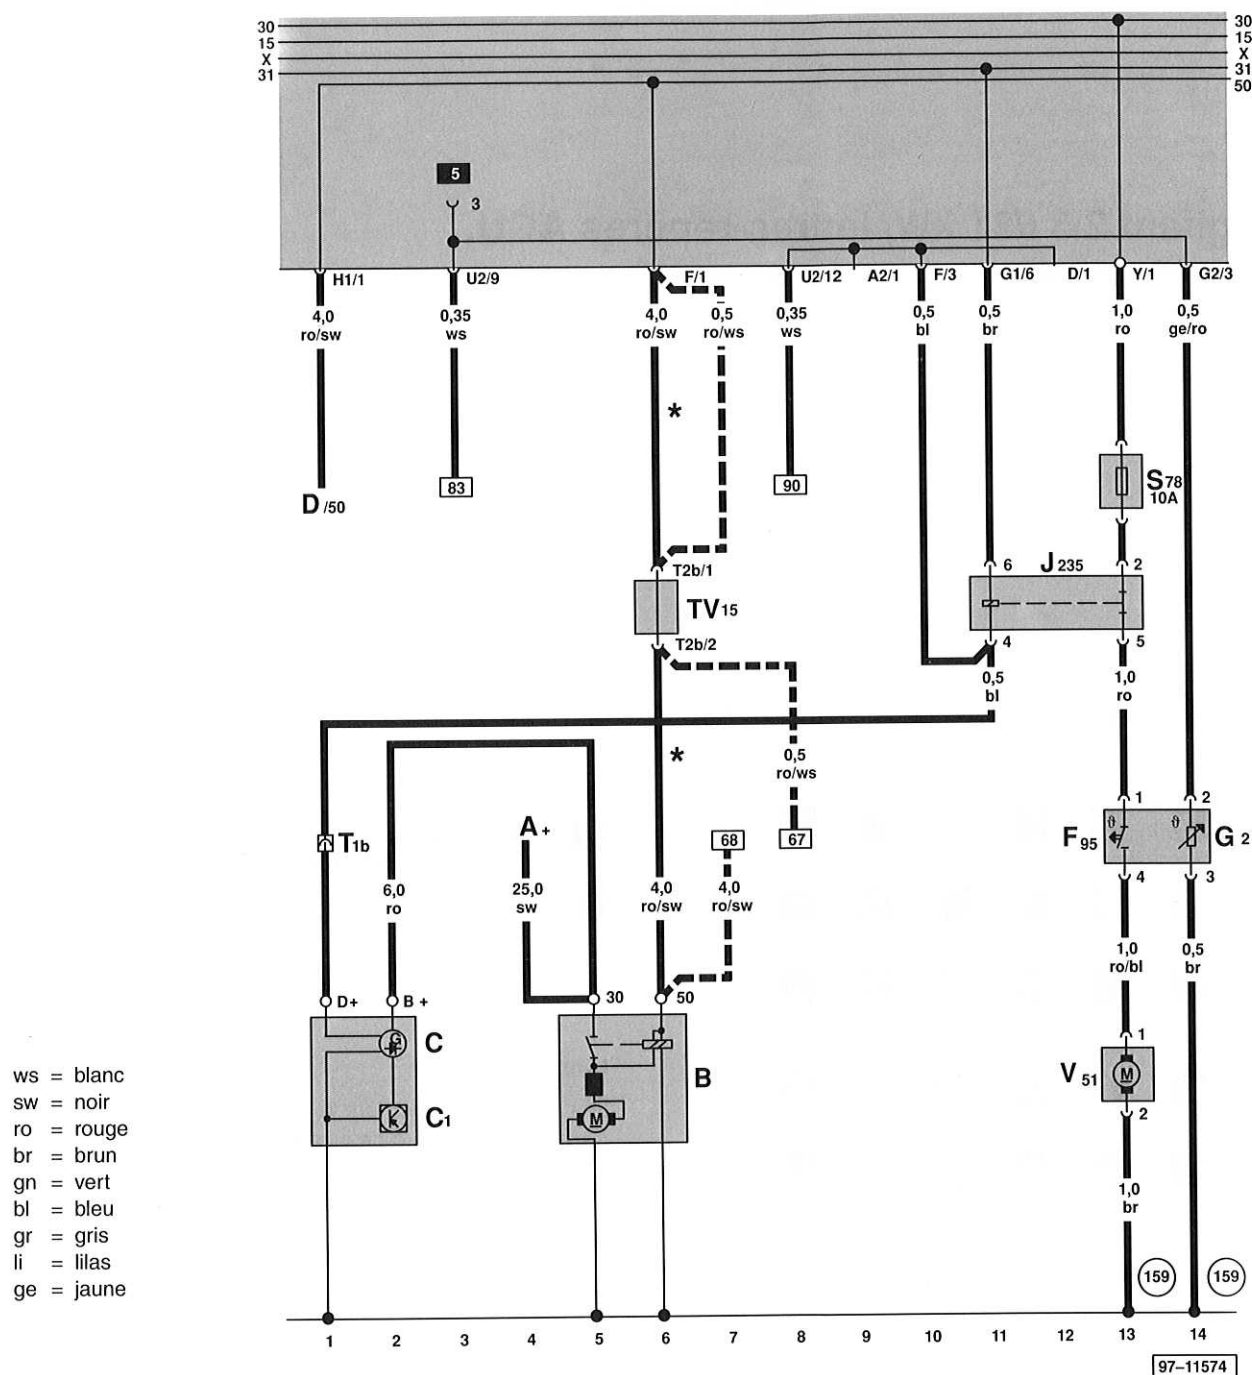 30 30
15 15
X X
31 31
50
5
3
H1/1 U2/9 F/1 U2/12 A2/1 F/3 G1/6 D/1 Y/1 G2/3
4,0 0,35 4,0 0,5 0,35 0,5 0,5 1,0 0,5
ro/sw ws ro/sw ro/ws ws bl br ro ge/ro
*
D /50 83 90 S78
10A
T2b/1 6 J 235 2
TV15
T2b/2 4 5
0,5 1,0
bl ro
*
0,5
ro/ws
1 2
A+ 68 67 F95 ϑ ϑ G 2
T1b
6,0 25,0 4,0 4,0 4 3
ro sw ro/sw ro/sw
1,0 0,5
ro/bl br
D+ B+ 30 50
1
G C B V 51 M
M C1
2
1,0
br
159 159
ws = blanc
sw = noir
ro = rouge
br = brun
gn = vert
bl = bleu
gr = gris
li = lilas
ge = jaune
1 2 3 4 5 6 7 8 9 10 11 12 13 14
97–11574